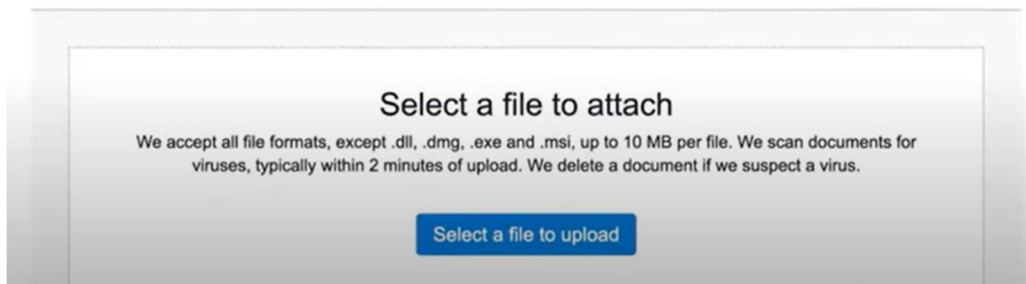 Select a file to attach
We accept all file formats, except .dll, .dmg, .exe and .msi, up to 10 MB per file. We scan documents for
viruses, typically within 2 minutes of upload. We delete a document if we suspect a virus.
Select a file to upload